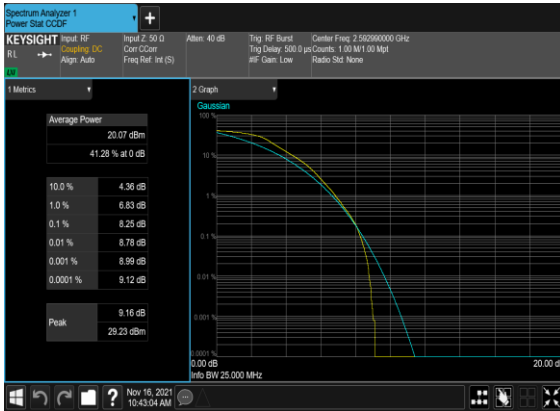 Spectrum Analyzer 1
Power Stat CCDF
KEYSIGHT
RL
Input: RF
Coupling: DC
Align: Auto
Input Z: 50 Ω
Corr CCorr
Freq Ref: Int (S)
Atten: 40 dB
Trig: RF Burst
Trig Delay: 500.0 µs
#IF Gain: Low
Center Freq: 2.592990000 GHz
Counts: 1.00 M/1.00 Mpt
Radio Std: None
1 Metrics
Average Power
20.07 dBm
41.28 % at 0 dB
10.0 % 4.36 dB
1.0 % 6.83 dB
0.1 % 8.25 dB
0.01 % 8.78 dB
0.001 % 8.99 dB
0.0001 % 9.12 dB
Peak
9.16 dB
29.23 dBm
2 Graph
Gaussian
100 %
10 %
1 %
0.1 %
0.01 %
0.001 %
0.0001 %
0.00 dB
20.00 d
Info BW 25.000 MHz
?
Nov 16, 2021
10:43:04 AM